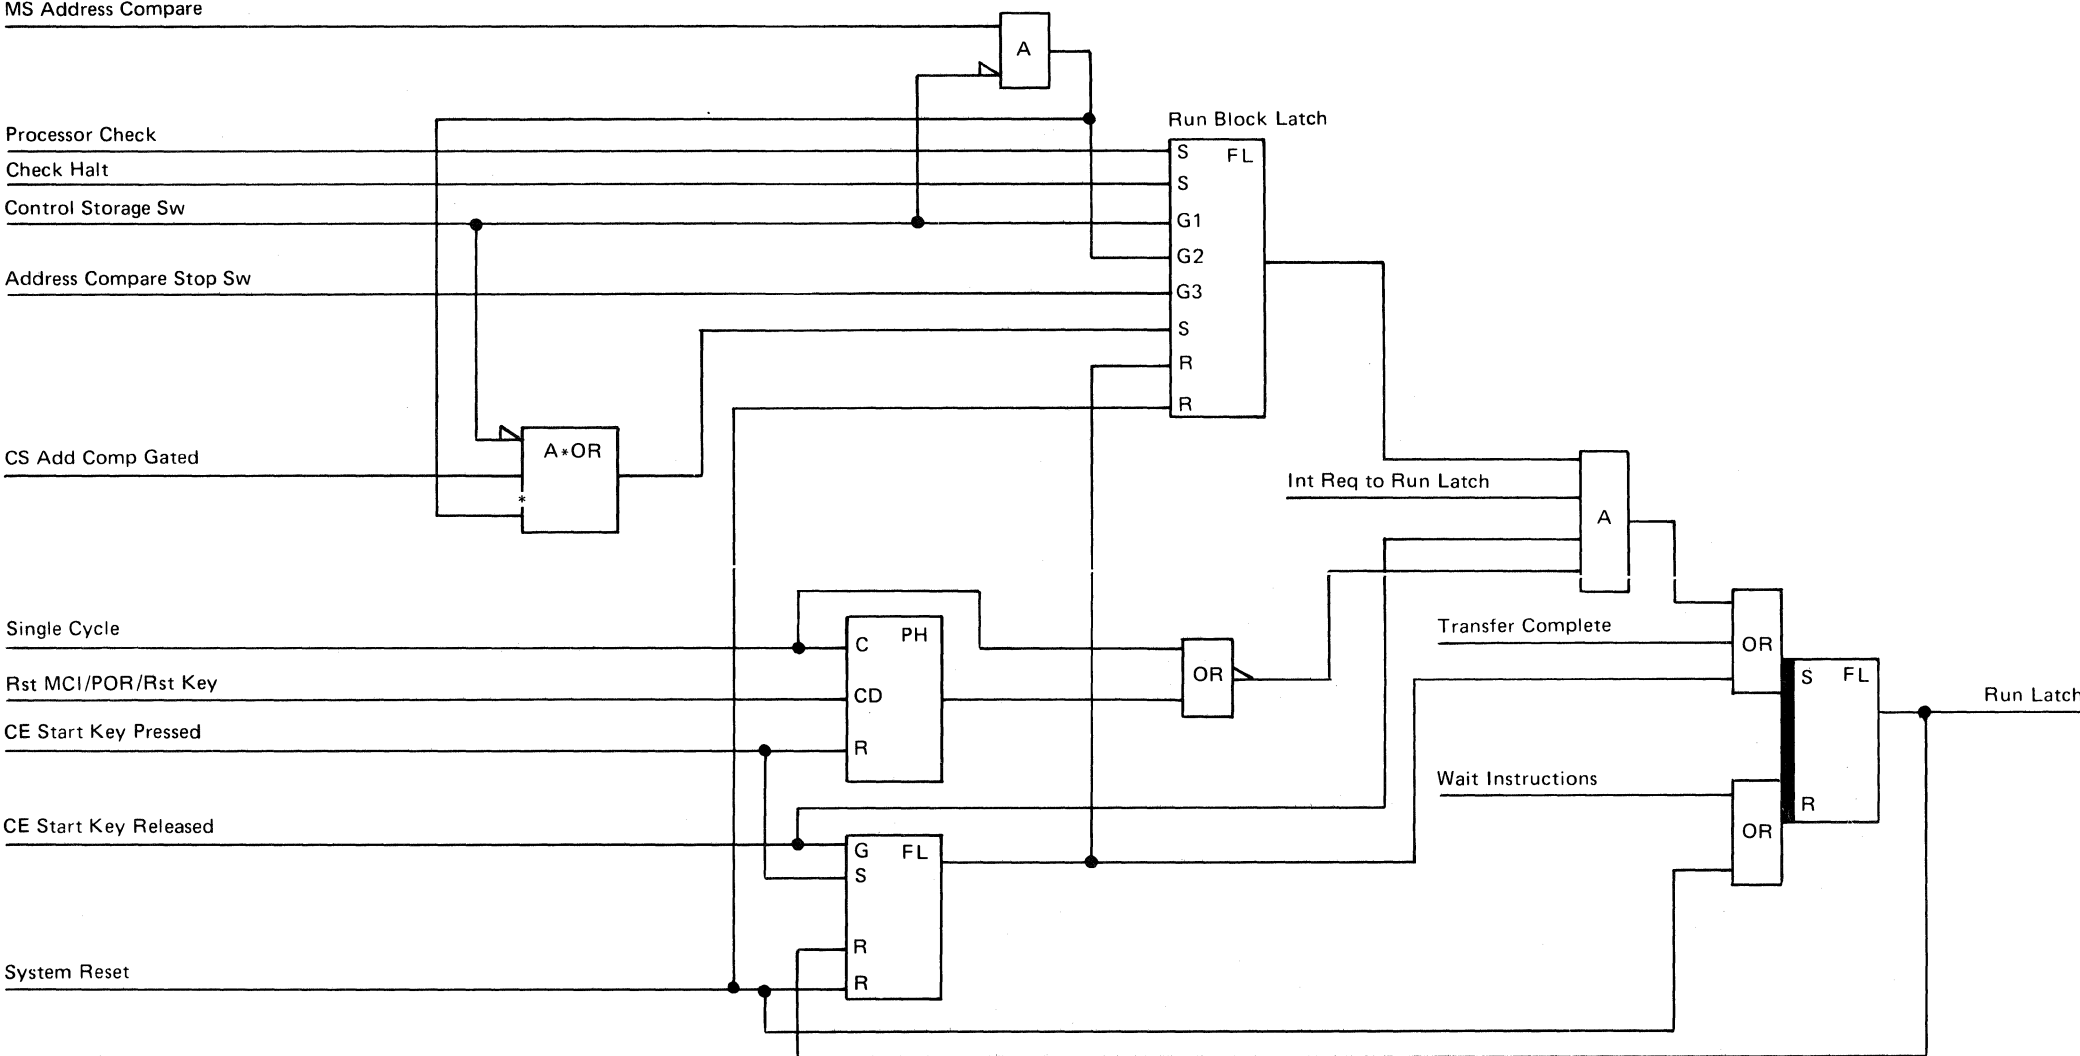 MS Address Compare
A
Run Block Latch
Processor Check
S FL
Check Halt
S
Control Storage Sw
G1
G2
Address Compare Stop Sw
G3
S
R
R
A*OR
CS Add Comp Gated
*
Int Req to Run Latch
A
Single Cycle
C PH
Transfer Complete
OR
OR
Rst MCI/POR/Rst Key
CD
S FL
Run Latch
CE Start Key Pressed
R
Wait Instructions
R
CE Start Key Released
OR
G FL
S
R
System Reset
R